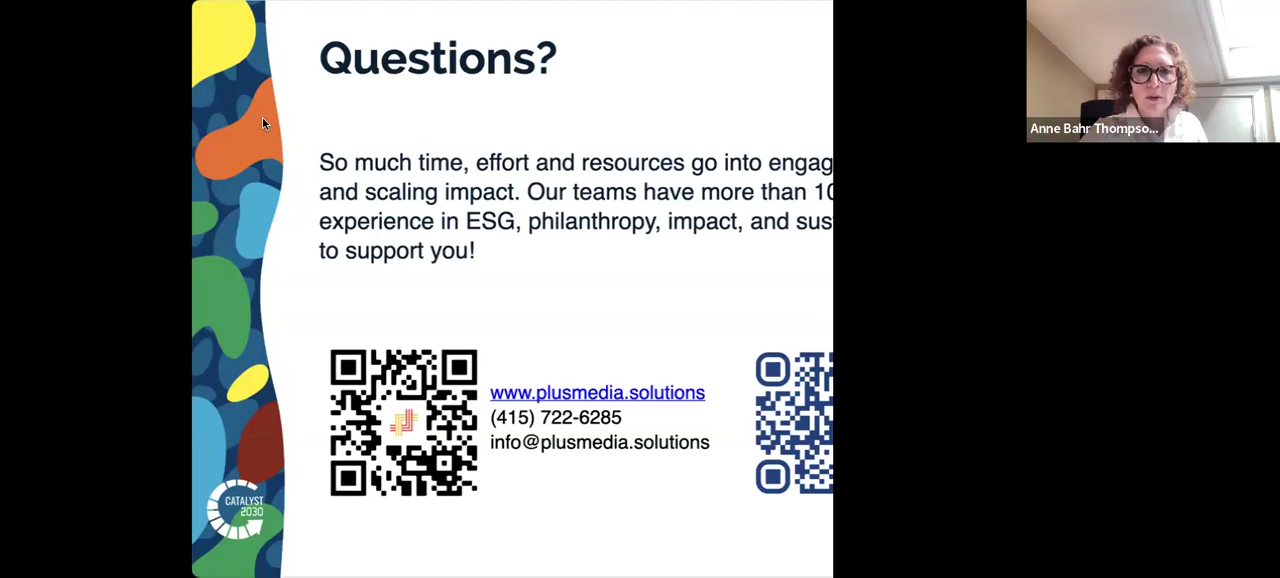 Questions?
Anne Bahr Thompso...
So much time, effort and resources go into engag
and scaling impact. Our teams have more than 10
experience in ESG, philanthropy, impact, and sus
to support you!
www.plusmedia.solutions
(415) 722-6285
info@plusmedia.solutions
CATALYST
2030